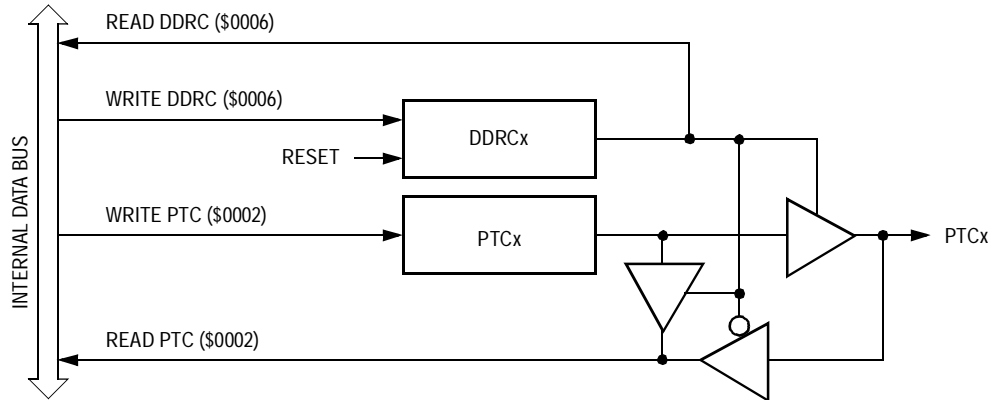 READ DDRC ($0006)
WRITE DDRC ($0006)
DDRCx
RESET
INTERNAL DATA BUS
WRITE PTC ($0002)
PTCx
PTCx
READ PTC ($0002)